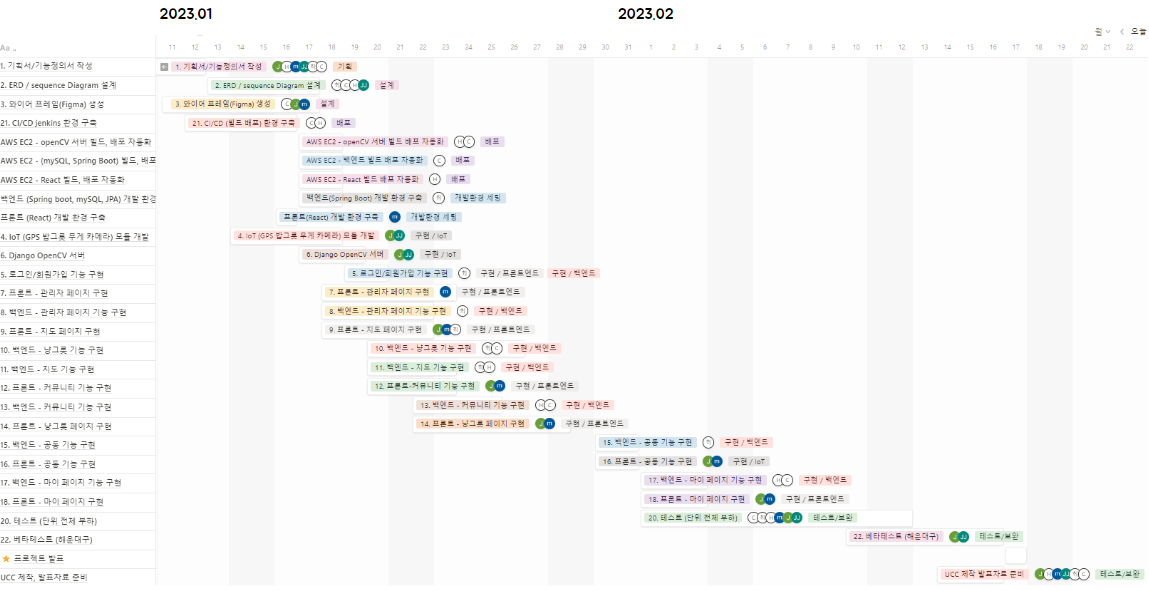 2023.01 2023.02
월 오늘
Aa 11 12 13 14 15 16 17 18 19 20 21 22 23 24 25 26 27 28 29 30 31 1 2 3 4 5 6 7 8 9 10 11 12 13 14 15 16 17 18 19 20 21 22
1. 기획서/기능정의서 작성 1. 기획서/기능정의서 작성 기획
2. ERD / sequence Diagram 설계 2. ERD / sequence Diagram 설계 설계
3. 와이어 프레임(Figma) 생성 3. 와이어 프레임(Figma) 생성 설계
21. CI/CD Jenkins 환경 구축 21. CI/CD (빌드 배포) 환경 구축 배포
AWS EC2 - openCV 서버 빌드, 배포 자동화 AWS EC2 - openCV 서버 빌드 배포 자동화 배포
AWS EC2 - (mySQL, Spring Boot) 빌드, 배포 AWS EC2 - 백엔드 빌드 배포 자동화 배포
AWS EC2 - React 빌드, 배포 자동화 AWS EC2 - React 빌드 배포 자동화 배포
백엔드 (Spring boot, mySQL, JPA) 개발 환경 백엔드(Spring Boot) 개발 환경 구축 개발환경 세팅
프론트 (React) 개발 환경 구축 프론트(React) 개발 환경 구축 개발환경 세팅
4. IoT (GPS 밥그릇 무게 카메라) 모듈 개발 4. IoT (GPS 밥그릇 무게 카메라) 모듈 개발 구현 / IoT
6. Django OpenCV 서버 6. Django OpenCV 서버 구현 / IoT
5. 로그인/회원가입 기능 구현 5. 로그인/회원가입 기능 구현 구현 / 프론트엔드 구현 / 백엔드
7. 프론트 - 관리자 페이지 구현 7. 프론트 - 관리자 페이지 구현 구현 / 프론트엔드
8. 백엔드 - 관리자 페이지 기능 구현 8. 백엔드 - 관리자 페이지 기능 구현 구현 / 백엔드
9. 프론트 - 지도 페이지 구현 9. 프론트 - 지도 페이지 구현 구현 / 프론트엔드
10. 백엔드 - 냥그릇 기능 구현 10. 백엔드 - 냥그릇 기능 구현 구현 / 백엔드
11. 백엔드 - 지도 기능 구현 11. 백엔드 - 지도 기능 구현 구현 / 백엔드
12. 프론트 - 커뮤니티 기능 구현 12. 프론트-커뮤니티 기능 구현 구현 / 프론트엔드
13. 백엔드 - 커뮤니티 기능 구현 13. 백엔드 - 커뮤니티 기능 구현 구현 / 백엔드
14. 프론트 - 냥그릇 페이지 구현 14. 프론트 - 냥그릇 페이지 구현 구현 / 프론트엔드
15. 백엔드 - 공동 기능 구현 15. 백엔드 - 공동 기능 구현 구현 / 백엔드
16. 프론트 - 공동 기능 구현 16. 프론트 - 공동 기능 구현 구현 / IoT
17. 백엔드 - 마이 페이지 기능 구현 17. 백엔드 - 마이 페이지 기능 구현 구현 / 백엔드
18. 프론트 - 마이 페이지 구현 18. 프론트 - 마이 페이지 구현 구현 / 프론트엔드
20. 테스트 (단위 전체 부하) 20. 테스트 (단위 전체 부하) 테스트/보완
22. 베타테스트 (해운대구) 22. 베타테스트 (해운대구) 테스트/보완
프로젝트 발표
UCC 제작, 발표자료 준비 UCC 제작 발표자료 준비 테스트/보완